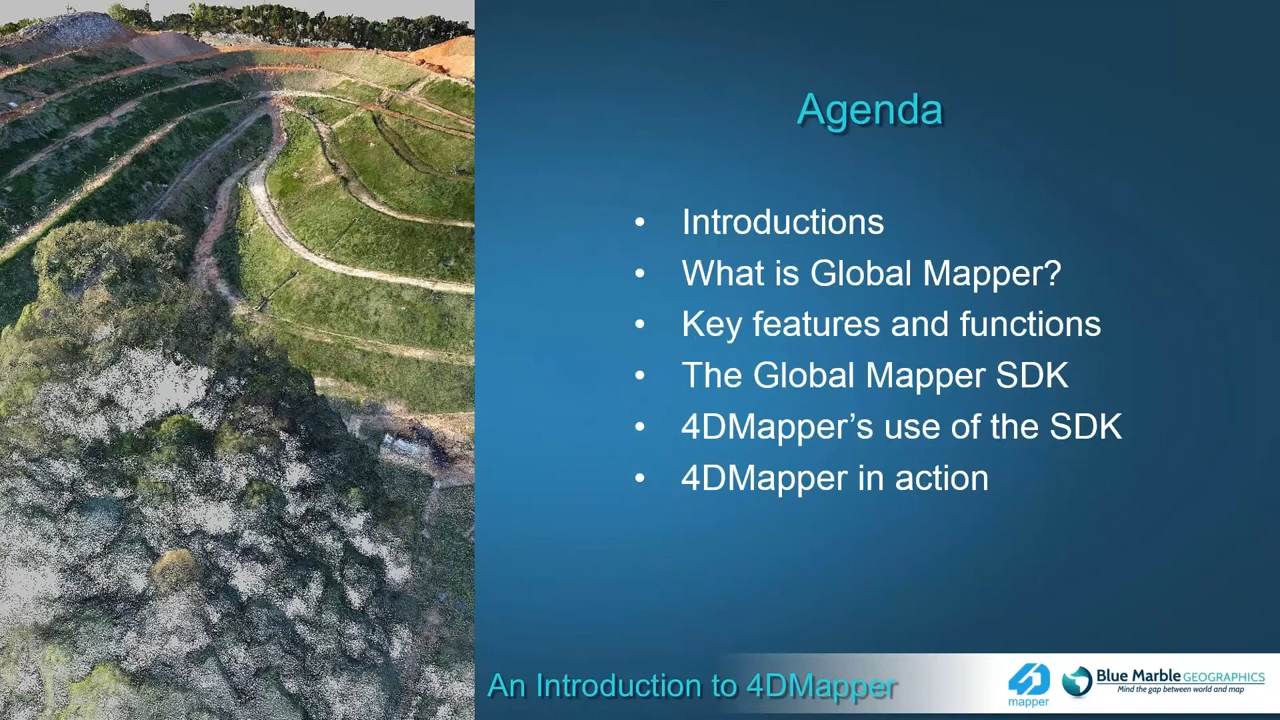 Agenda
• Introductions
• What is Global Mapper?
• Key features and functions
• The Global Mapper SDK
• 4DMapper’s use of the SDK
• 4DMapper in action
An Introduction to 4DMapper
4D
mapper
Blue Marble GEOGRAPHICS
Mind the gap between world and map